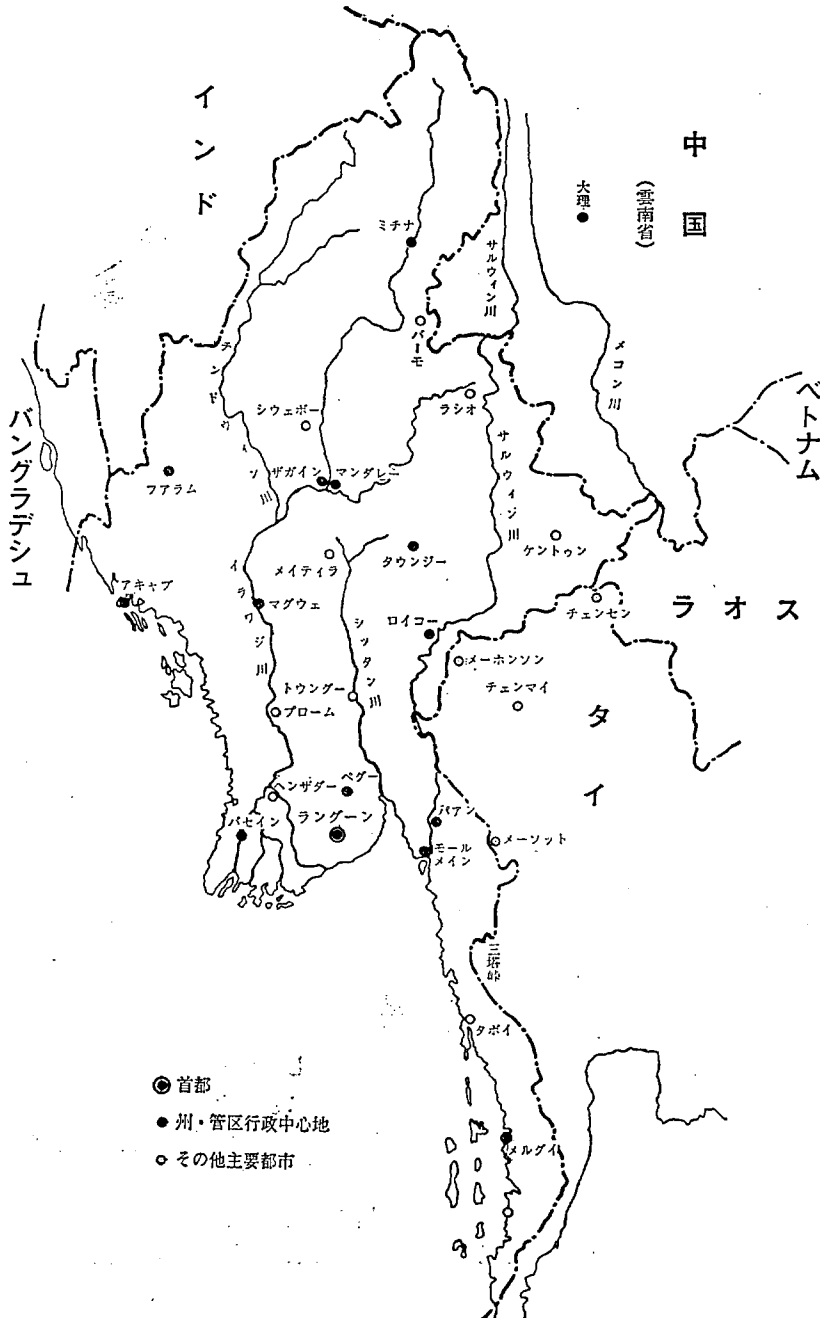 インド
中国
(雲南省)
大理
ミチナ
サルウィン川
バーモ
メコン川
ベトナム
チンドウィン川
シウェボー
ラシオ
バングラデシュ
ファラム
ザガイン
マンダレー
サルウィン川
メイティラ
タウンジー
ケントゥン
アキャブ
イラワジ川
マグウェ
シッタン川
ロイコー
チェンセン
ラオス
メーホンソン
トウングー
チェンマイ
プローム
タイ
ヘンザダー
ペグー
バセイン
ラングーン
パアン
モール
メイン
メーソット
三塔峠
タボイ
メルグイ
首都
州・管区行政中心地
その他主要都市